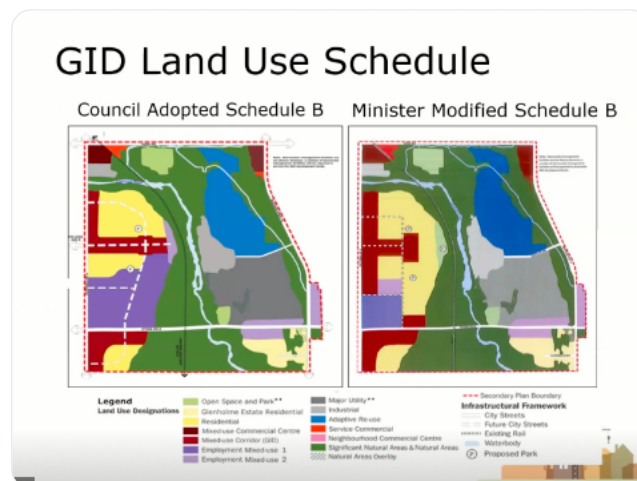 GID Land Use Schedule
Council Adopted Schedule B
Minister Modified Schedule B
Legend
Land Use Designations
Open Space and Park**
Glenholme Estate Residential
Residential
Mixed-use Commercial Centre
Mixed-use Corridor (GID)
Employment Mixed-use 1
Employment Mixed-use 2
Major Utility**
Industrial
Adaptive Re-use
Service Commercial
Neighbourhood Commercial Centre
Significant Natural Areas & Natural Areas
Natural Areas Overlay
Secondary Plan Boundary
Infrastructural Framework
City Streets
Future City Streets
Existing Rail
Waterbody
P Proposed Park